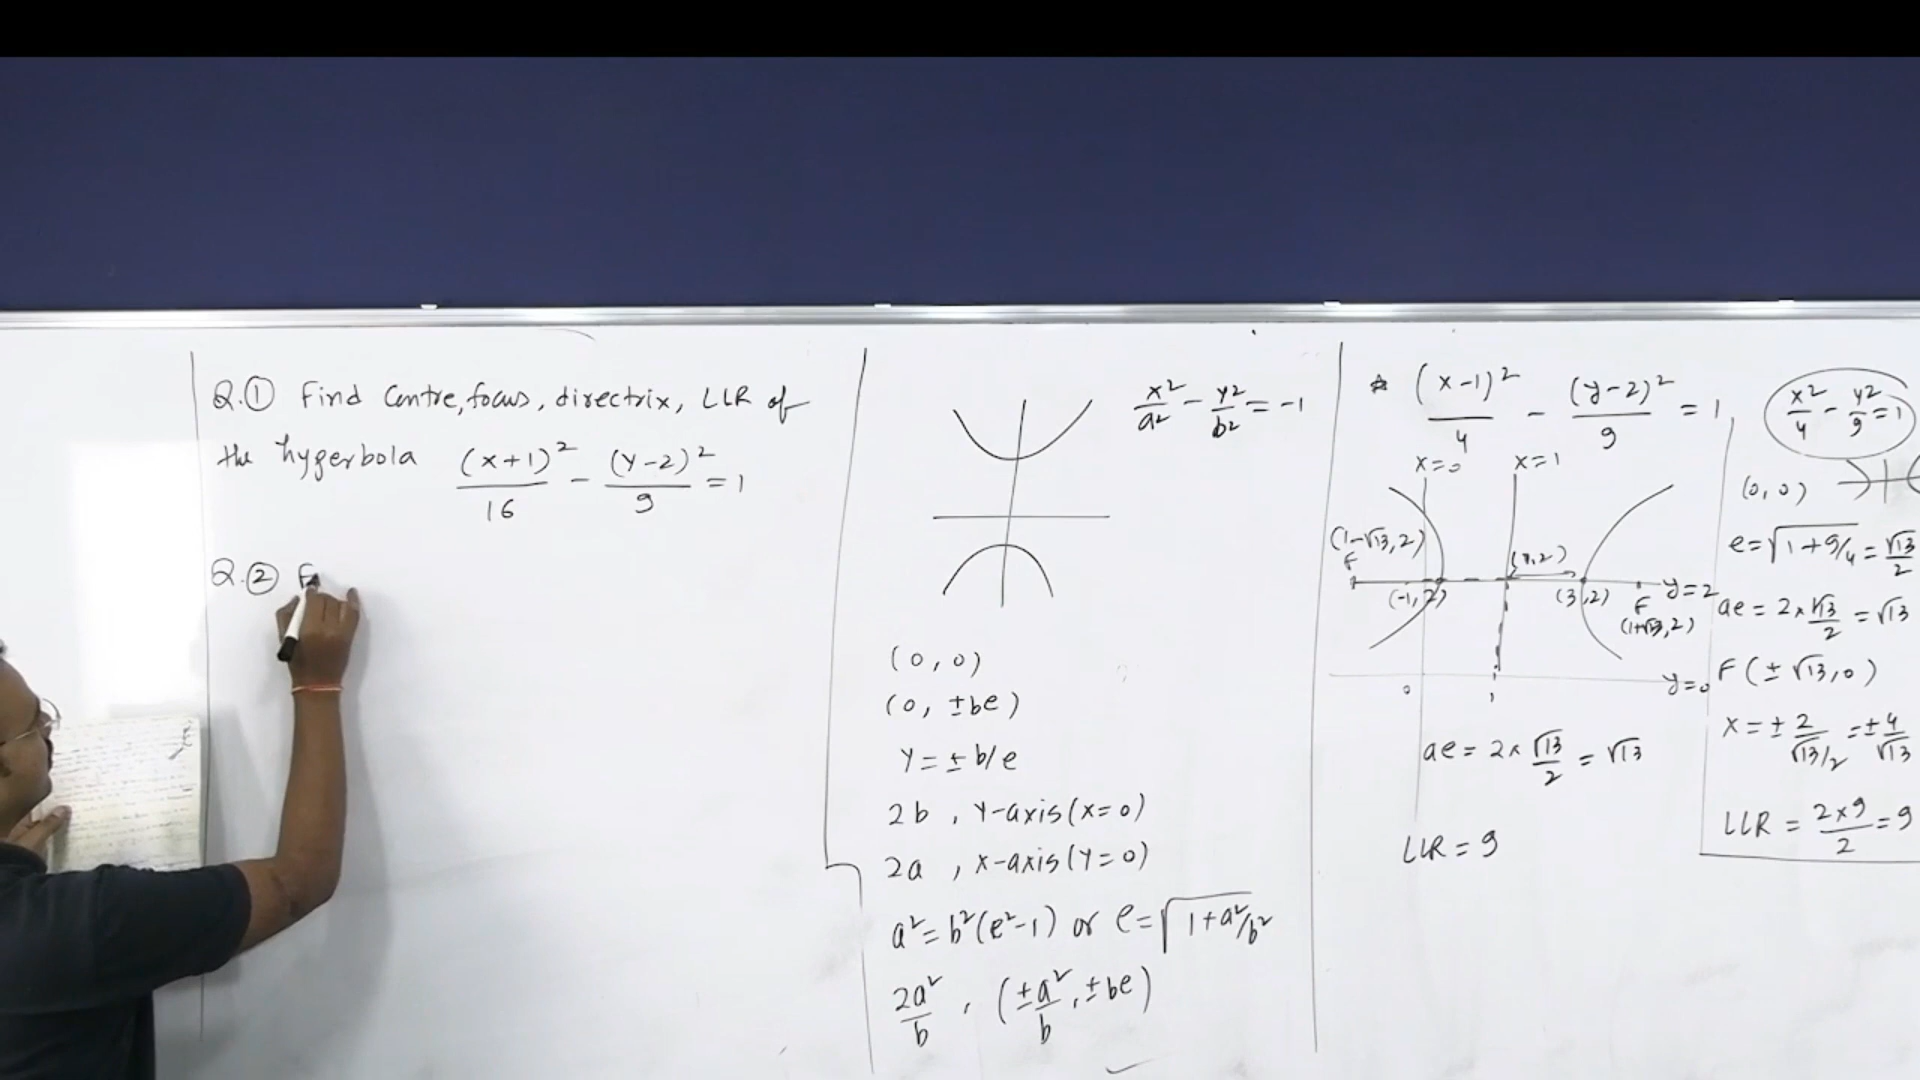 Q.① Find Centre, focus, directrix, LLR of
the hyperbola (x+1)²/16 - (y-2)²/9 = 1
Q.② F
x²/a² - y²/b² = -1
(0,0)
(0, ±be)
y = ± b/e
2b , y-axis (x=0)
2a , x-axis (y=0)
a² = b²(e²-1) or e = √(1+a²/b²)
2a²/b , (±a²/b, ±be)
(x-1)²/4 - (y-2)²/9 = 1
x=0 x=1
(1-√13,2)
F
(1,2)
(-1,2) (3,2) y=2
F
(1+√13,2)
y=0
0 1
ae = 2×√13/2 = √13
LLR = 9
x²/4 - y²/9 = 1
(0,0)
e = √(1+9/4) = √13/2
ae = 2×√13/2 = √13
F(±√13,0)
x = ± 2/(√13/2) = ± 4/√13
LLR = 2×9/2 = 9